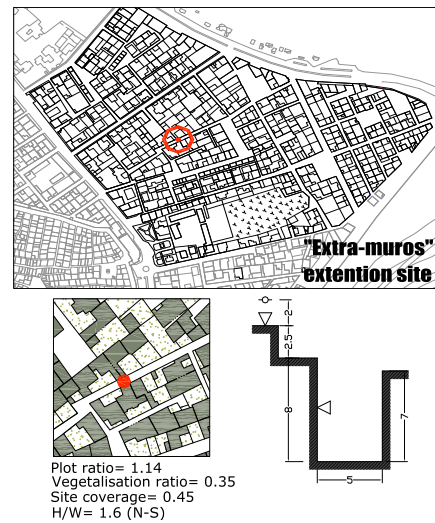 "Extra-muros"
extention site
2
2.5
8
7
5
Plot ratio= 1.14
Vegetalisation ratio= 0.35
Site coverage= 0.45
H/W= 1.6 (N-S)